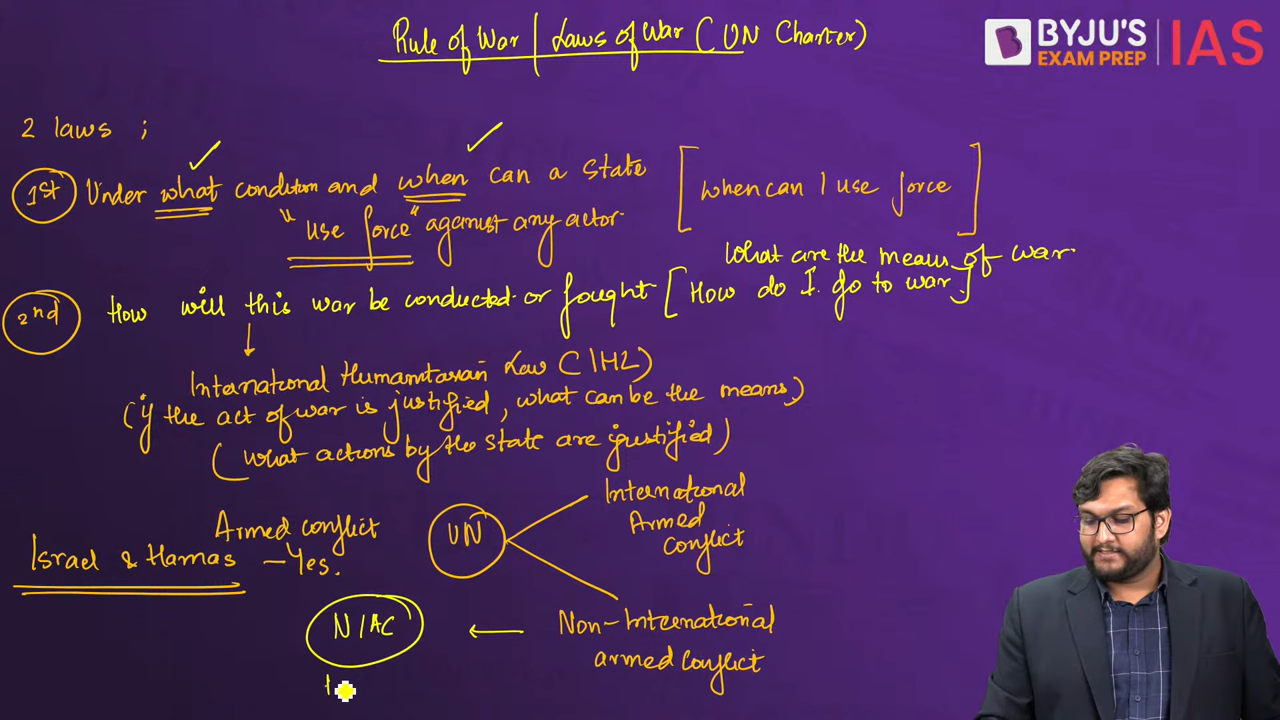 Rule of War | Laws of War (UN Charter)
BYJU'S
EXAM PREP
IAS
2 laws ;
1st Under what condition and when can a state
"use force" against any actor.
[when can I use force]
What are the means of war.
2nd How will this war be conducted or fought [How do I go to war.]
International Humanitarian Law (IHL)
(if the act of war is justified, what can be the means)
(what actions by the state are justified)
Armed conflict
Israel & Hamas - Yes.
UN
International
Armed
Conflict
Non-International
armed conflict
NIAC